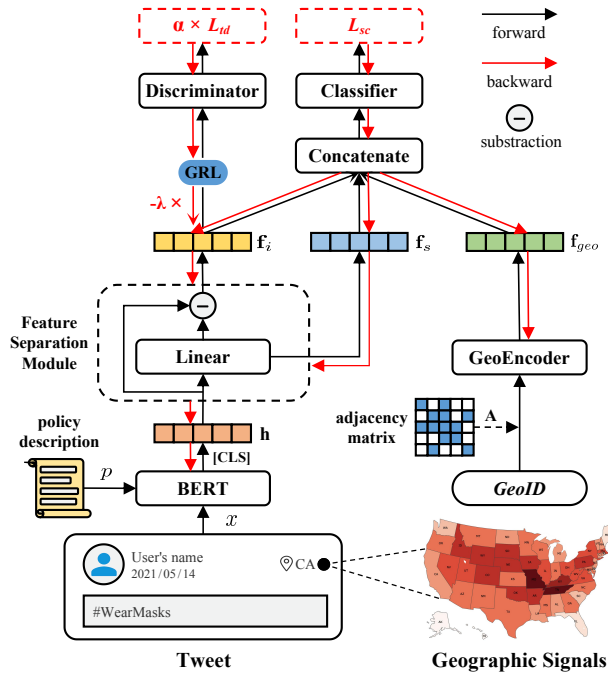 α × L_td
L_sc
forward
Discriminator
Classifier
backward
−
substraction
Concatenate
GRL
-λ ×
f_i
f_s
f_geo
Feature
Separation
Module
−
Linear
GeoEncoder
adjacency
matrix
A
policy
description
h
[CLS]
p
BERT
GeoID
x
User's name
2021/05/14
CA
#WearMasks
Tweet
Geographic Signals